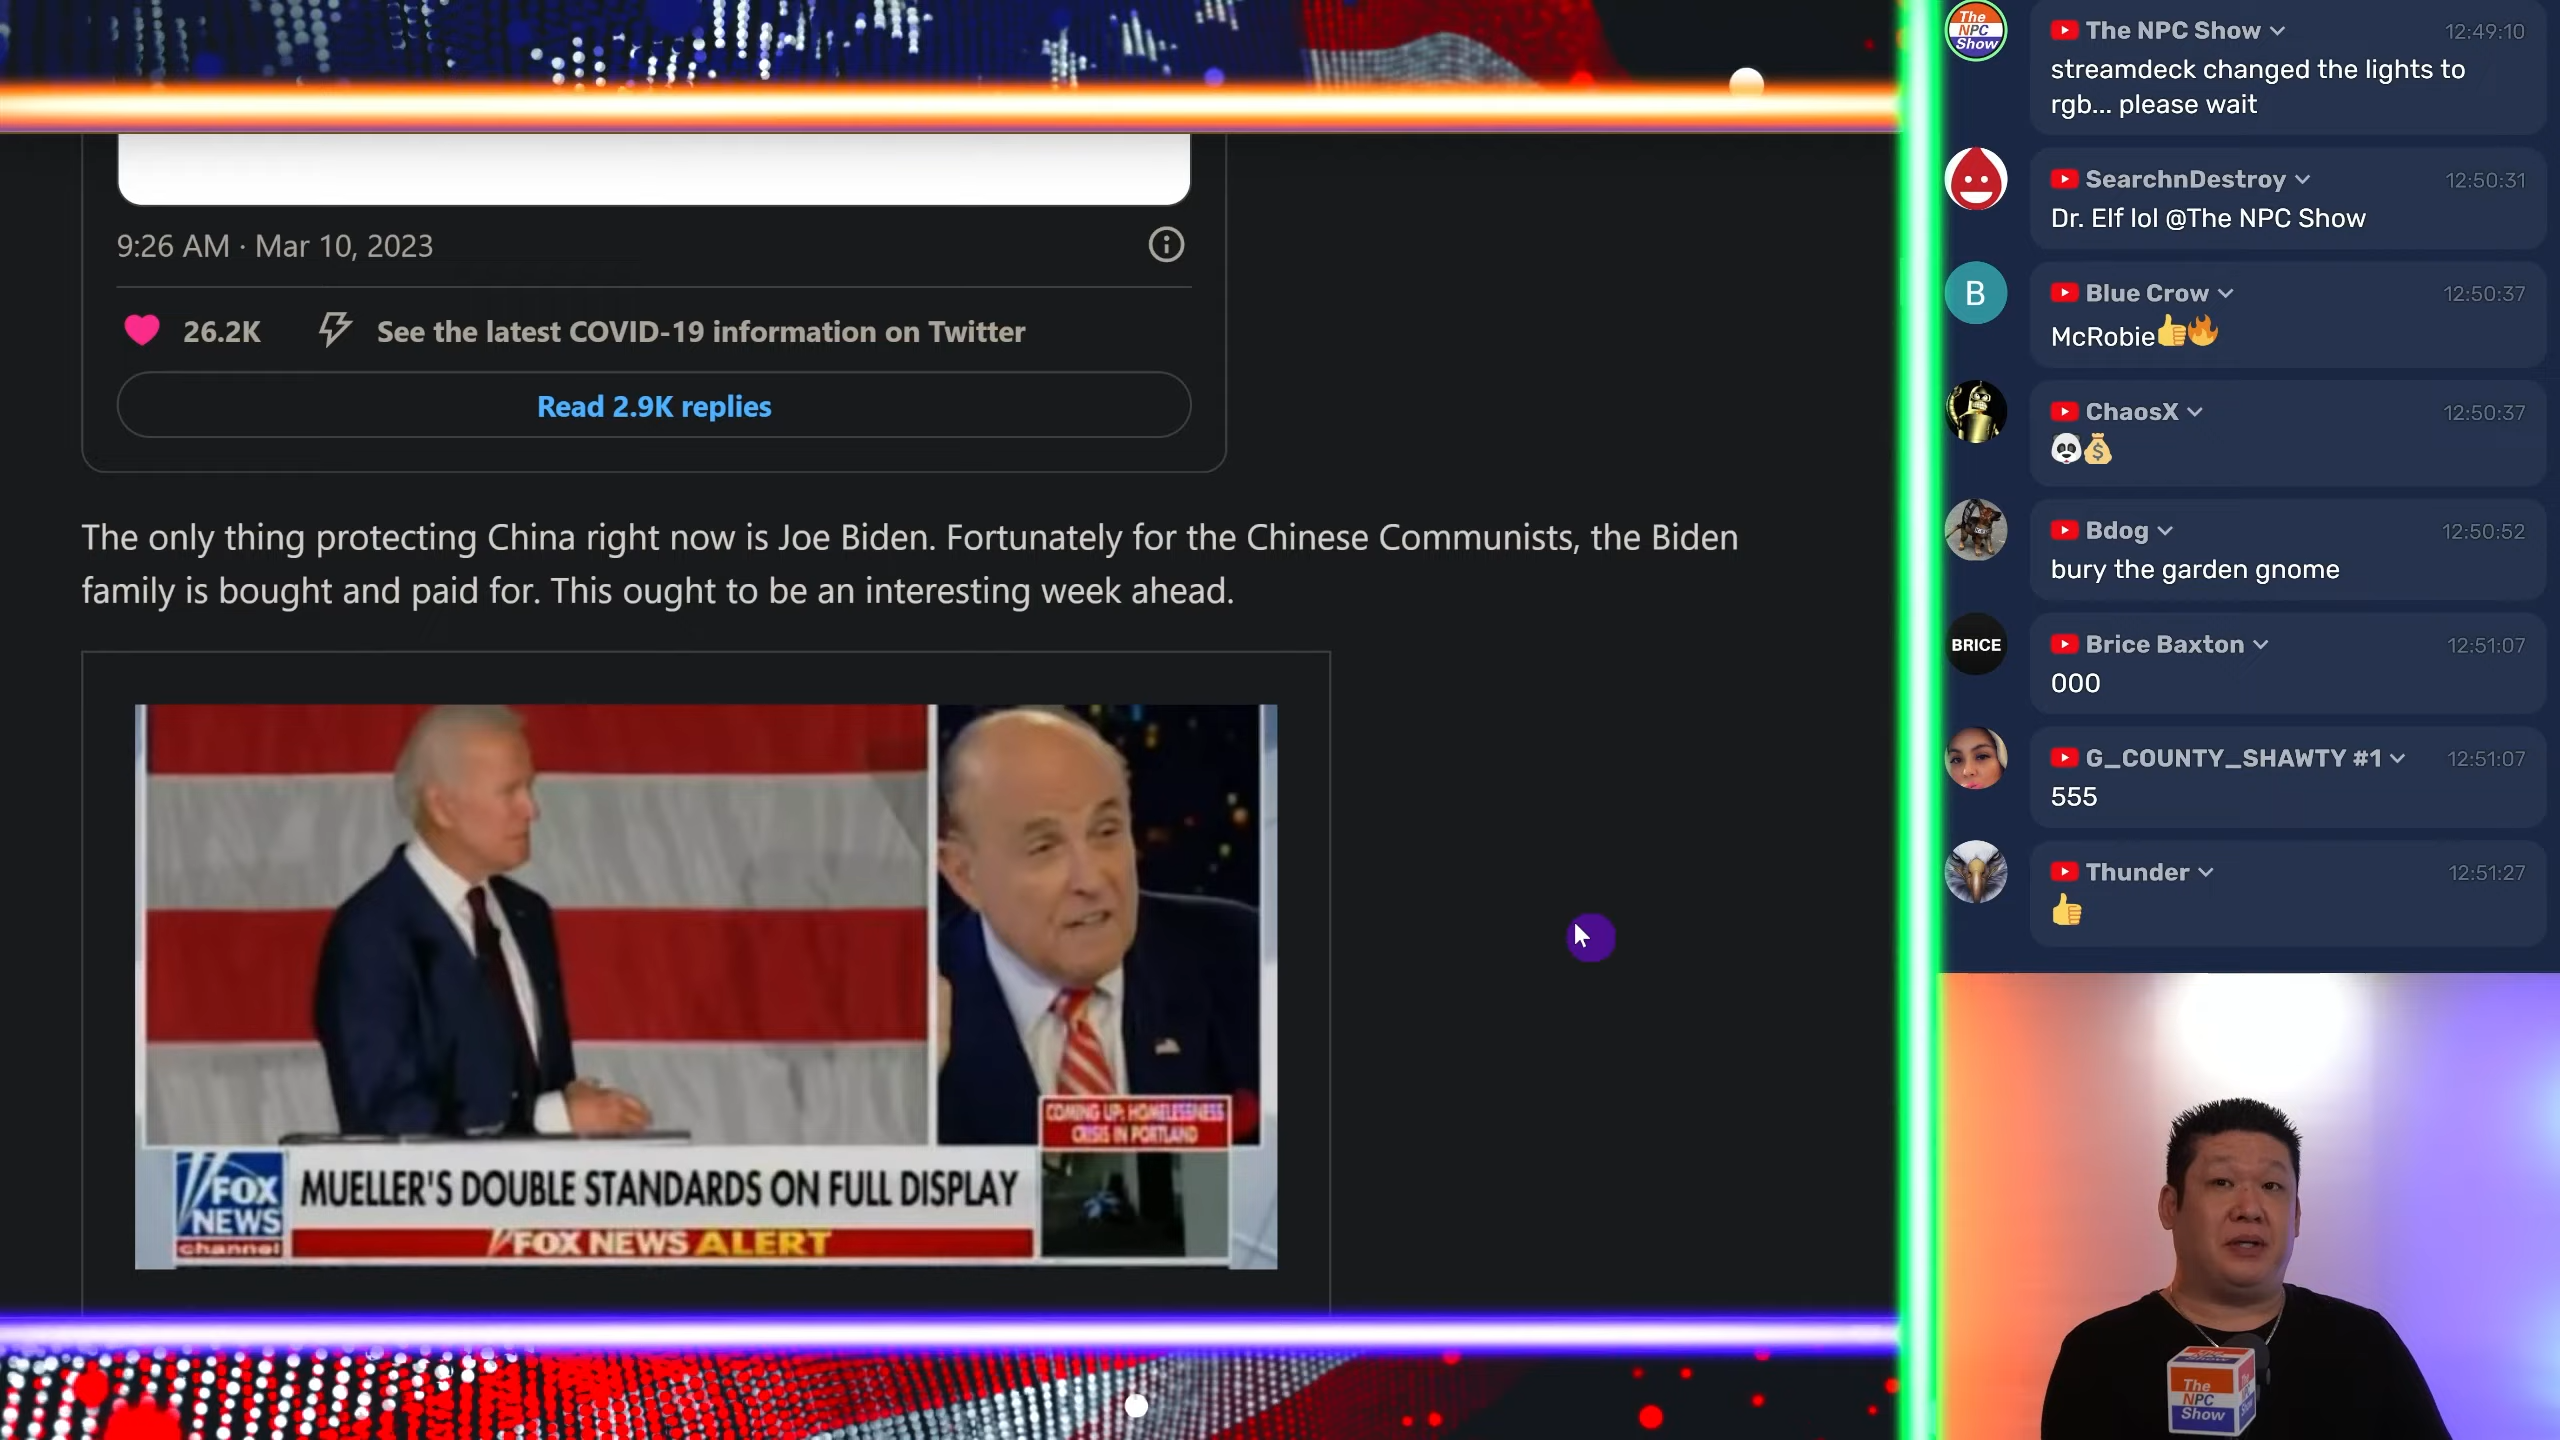 9:26 AM · Mar 10, 2023
26.2K See the latest COVID-19 information on Twitter
Read 2.9K replies
The only thing protecting China right now is Joe Biden. Fortunately for the Chinese Communists, the Biden
family is bought and paid for. This ought to be an interesting week ahead.
COMING UP: HOMELESSNESS
CRISIS IN PORTLAND
FOX
NEWS
channel
MUELLER'S DOUBLE STANDARDS ON FULL DISPLAY
FOX NEWS ALERT
The
NPC
Show
The NPC Show 12:49:10
streamdeck changed the lights to
rgb... please wait
SearchnDestroy 12:50:31
Dr. Elf lol @The NPC Show
B
Blue Crow 12:50:37
McRobie👍🔥
ChaosX 12:50:37
🐼💰
Bdog 12:50:52
bury the garden gnome
BRICE
Brice Baxton 12:51:07
000
G_COUNTY_SHAWTY #1 12:51:07
555
Thunder 12:51:27
👍
The
NPC
Show